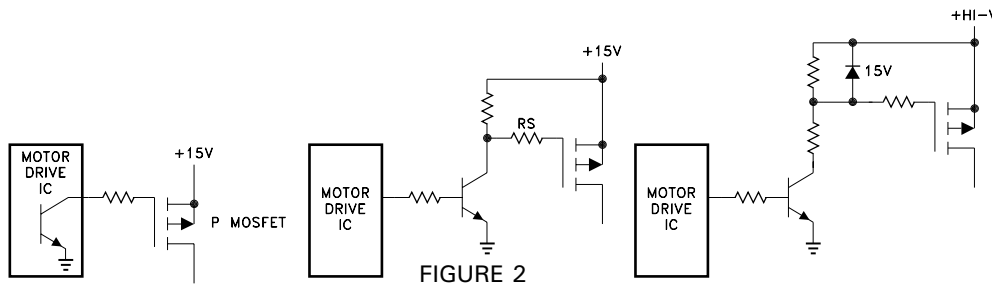 MOTOR
DRIVE
IC
+15V
P MOSFET
MOTOR
DRIVE
IC
+15V
RS
MOTOR
DRIVE
IC
+HI-V
15V
FIGURE 2